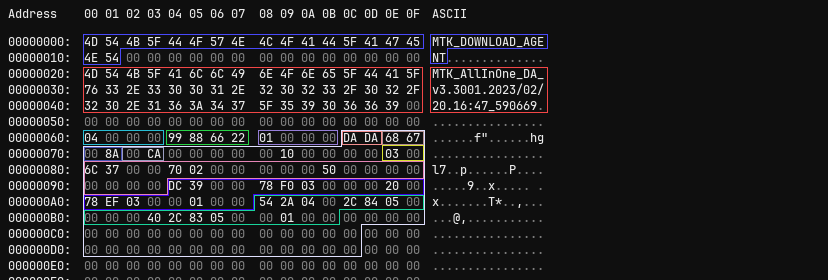 Address 00 01 02 03 04 05 06 07 08 09 0A 0B 0C 0D 0E 0F ASCII
00000000: 4D 54 4B 5F 44 4F 57 4E 4C 4F 41 44 5F 41 47 45 MTK_DOWNLOAD_AGE
00000010: 4E 54 00 00 00 00 00 00 00 00 00 00 00 00 00 00 NT..............
00000020: 4D 54 4B 5F 41 6C 6C 49 6E 4F 6E 65 5F 44 41 5F MTK_AllInOne_DA_
00000030: 76 33 2E 33 30 30 31 2E 32 30 32 33 2F 30 32 2F v3.3001.2023/02/
00000040: 32 30 2E 31 36 3A 34 37 5F 35 39 30 36 36 39 00 20.16:47_590669.
00000050: 00 00 00 00 00 00 00 00 00 00 00 00 00 00 00 00 ................
00000060: 04 00 00 00 99 88 66 22 01 00 00 00 DA DA 68 67 ......f"......hg
00000070: 00 8A 00 CA 00 00 00 00 00 10 00 00 00 00 03 00 ................
00000080: 6C 37 00 00 70 02 00 00 00 00 00 50 00 00 00 00 l7..p......P....
00000090: 00 00 00 00 DC 39 00 00 78 F0 03 00 00 00 20 00 .....9..x..... .
000000A0: 78 EF 03 00 00 01 00 00 54 2A 04 00 2C 84 05 00 x.......T*..,...
000000B0: 00 00 00 40 2C 83 05 00 00 01 00 00 00 00 00 00 ...@,...........
000000C0: 00 00 00 00 00 00 00 00 00 00 00 00 00 00 00 00 ................
000000D0: 00 00 00 00 00 00 00 00 00 00 00 00 00 00 00 00 ................
000000E0: 00 00 00 00 00 00 00 00 00 00 00 00 00 00 00 00 ................